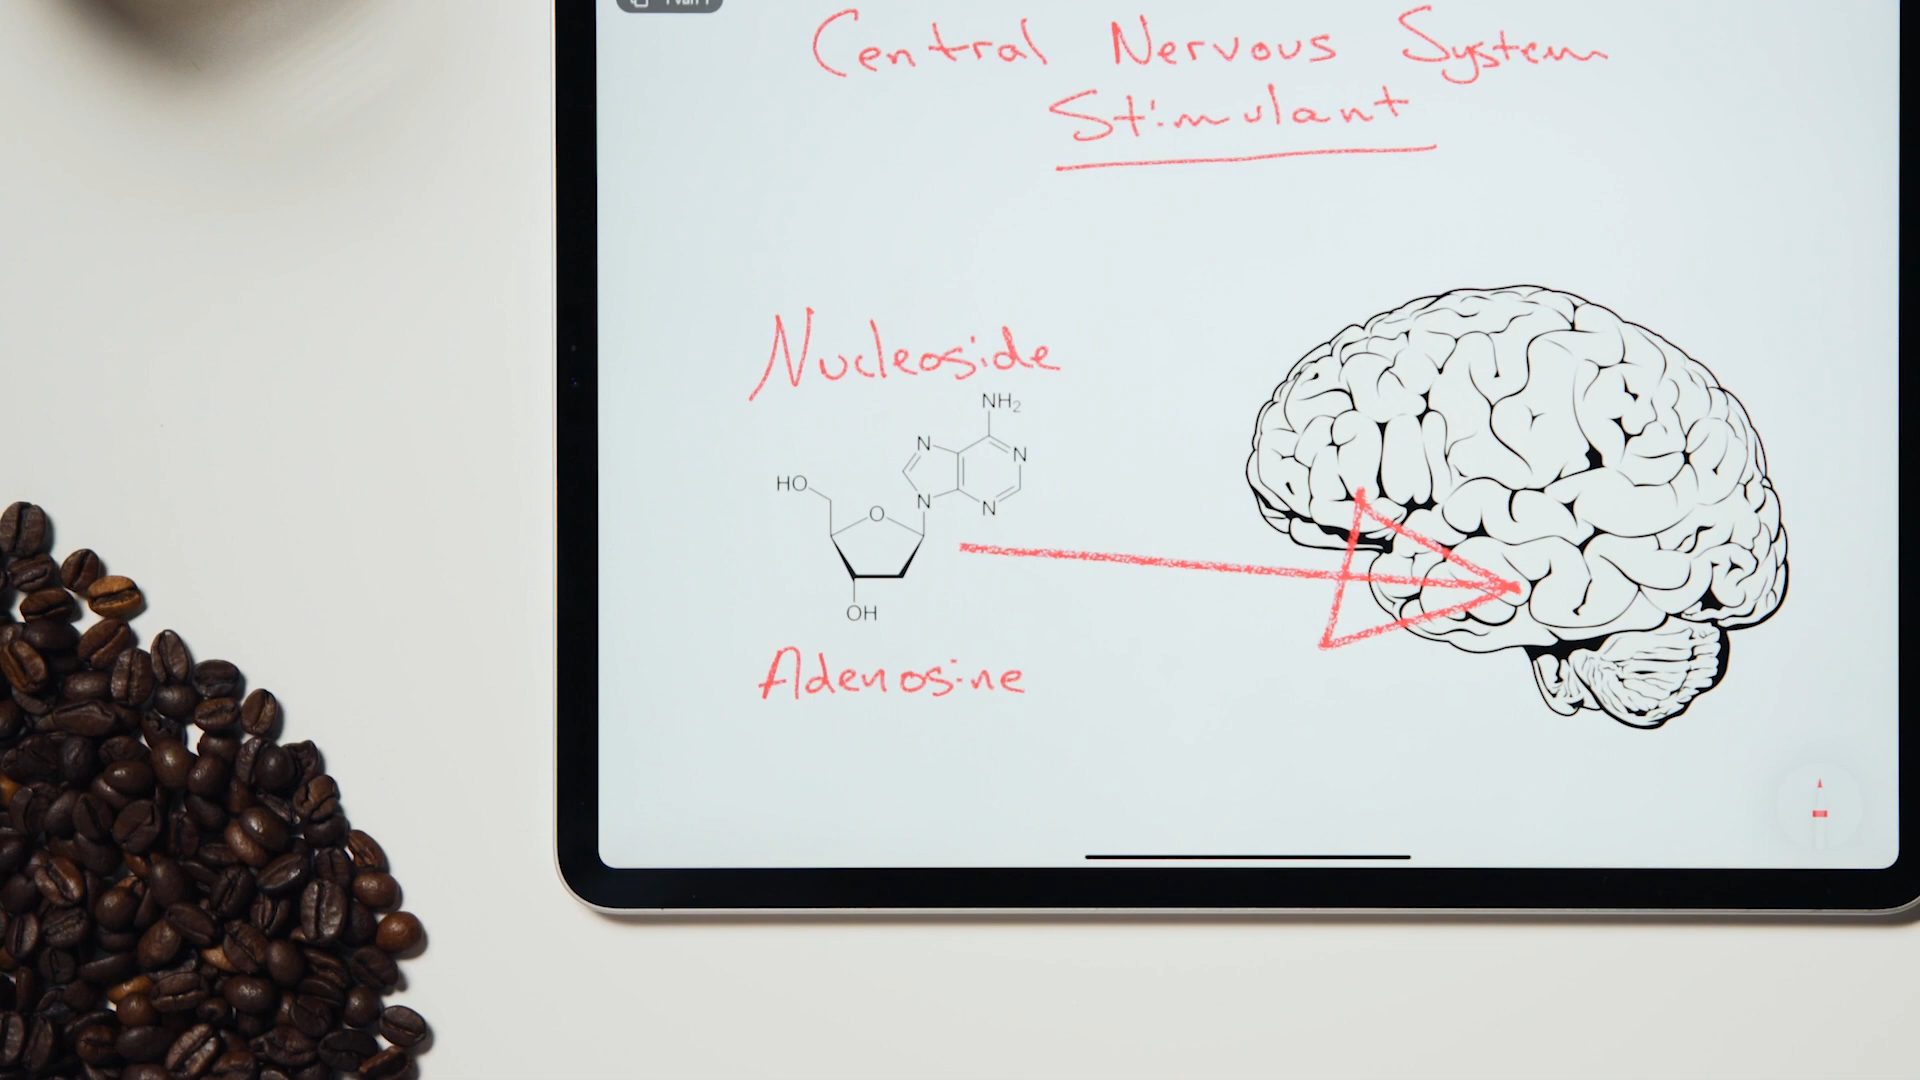 Central Nervous System
Stimulant
Nucleoside
NH₂
N
N
HO
N
N
O
OH
Adenosine